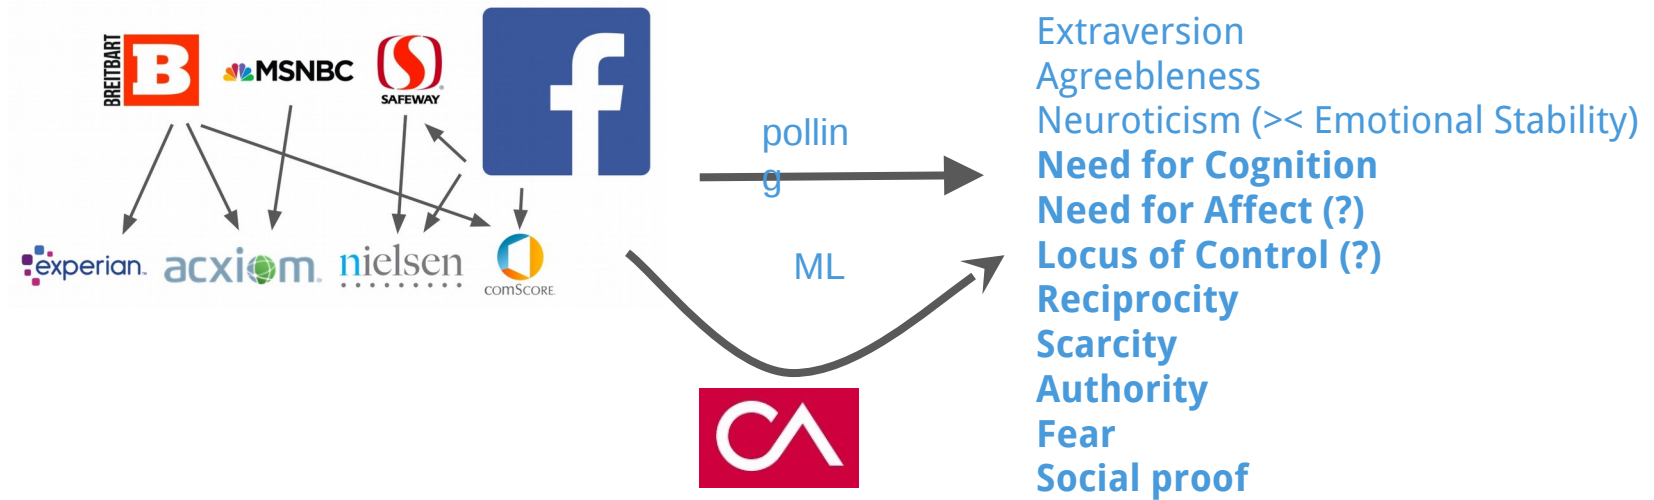 BREITBART
B
MSNBC
SAFEWAY
f
experian.
acxiom.
nielsen
comSCORE
pollin
g
ML
CA
Extraversion
Agreebleness
Neuroticism (>< Emotional Stability)
Need for Cognition
Need for Affect (?)
Locus of Control (?)
Reciprocity
Scarcity
Authority
Fear
Social proof